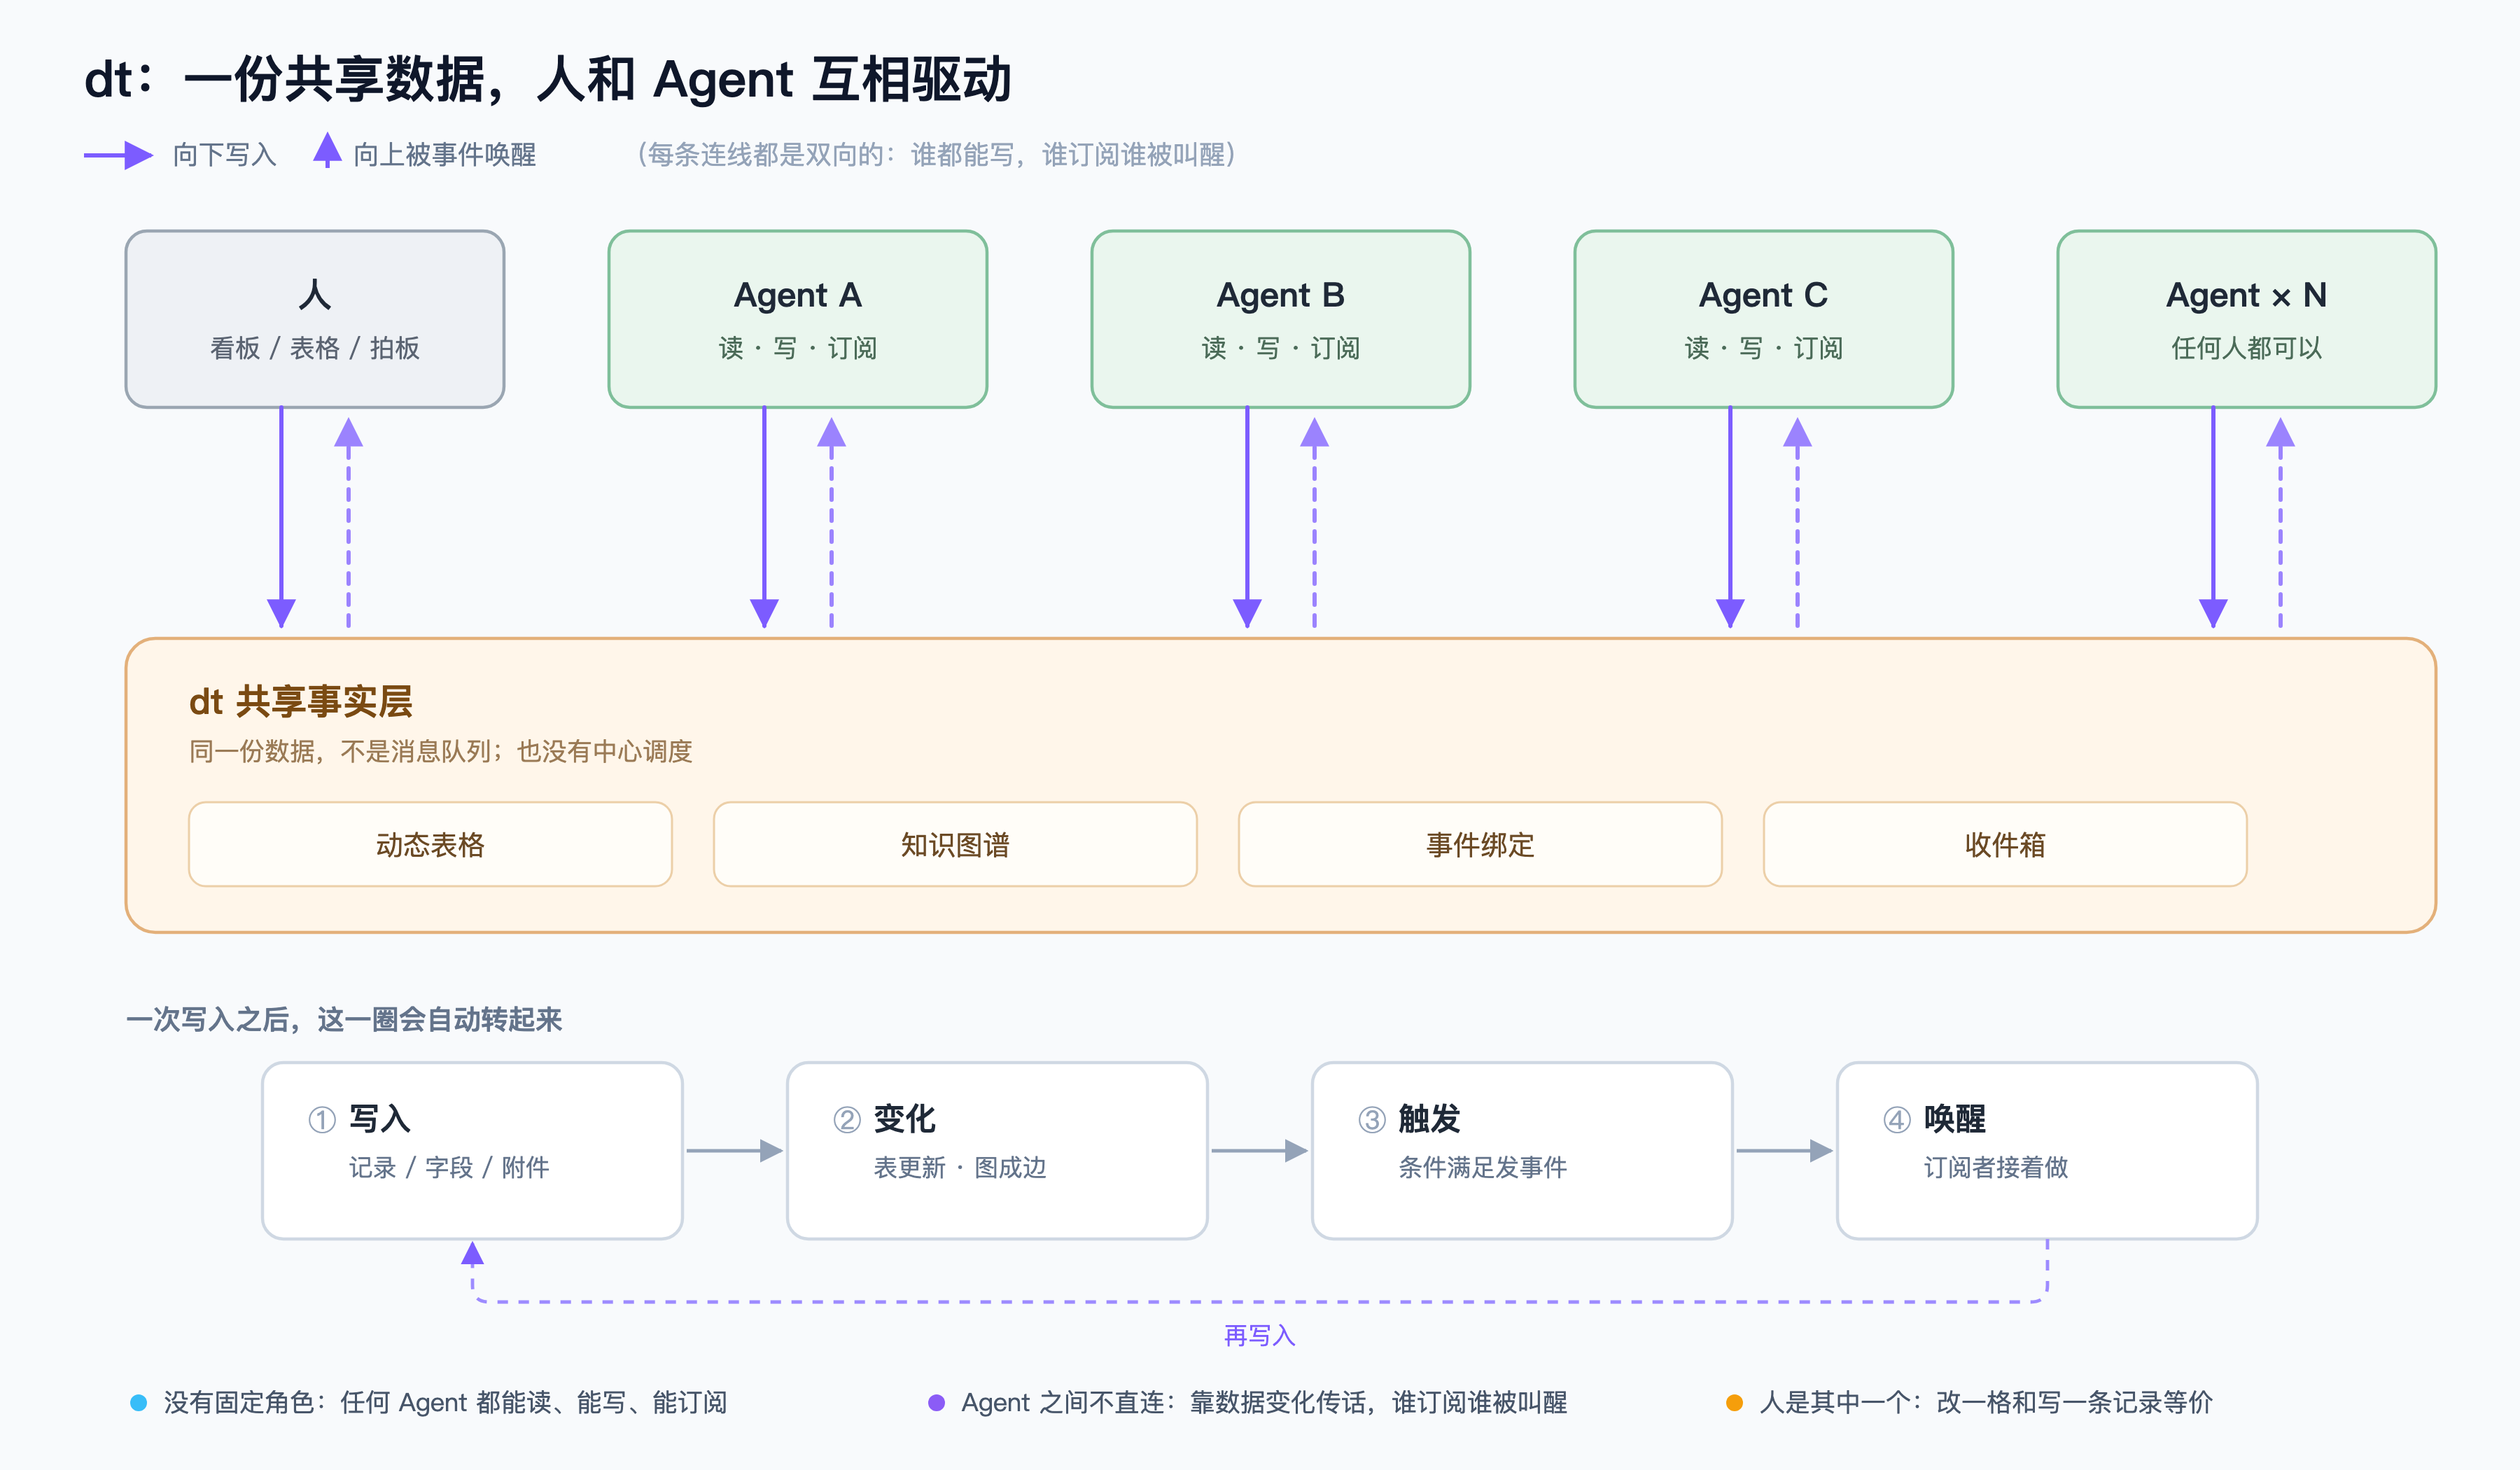 dt：一份共享数据，人和 Agent 互相驱动
向下写入 向上被事件唤醒 （每条连线都是双向的：谁都能写，谁订阅谁被叫醒）
人
看板 / 表格 / 拍板
Agent A
读 · 写 · 订阅
Agent B
读 · 写 · 订阅
Agent C
读 · 写 · 订阅
Agent × N
任何人都可以
dt 共享事实层
同一份数据，不是消息队列；也没有中心调度
动态表格
知识图谱
事件绑定
收件箱
一次写入之后，这一圈会自动转起来
① 写入
记录 / 字段 / 附件
② 变化
表更新 · 图成边
③ 触发
条件满足发事件
④ 唤醒
订阅者接着做
再写入
没有固定角色：任何 Agent 都能读、能写、能订阅
Agent 之间不直连：靠数据变化传话，谁订阅谁被叫醒
人是其中一个：改一格和写一条记录等价